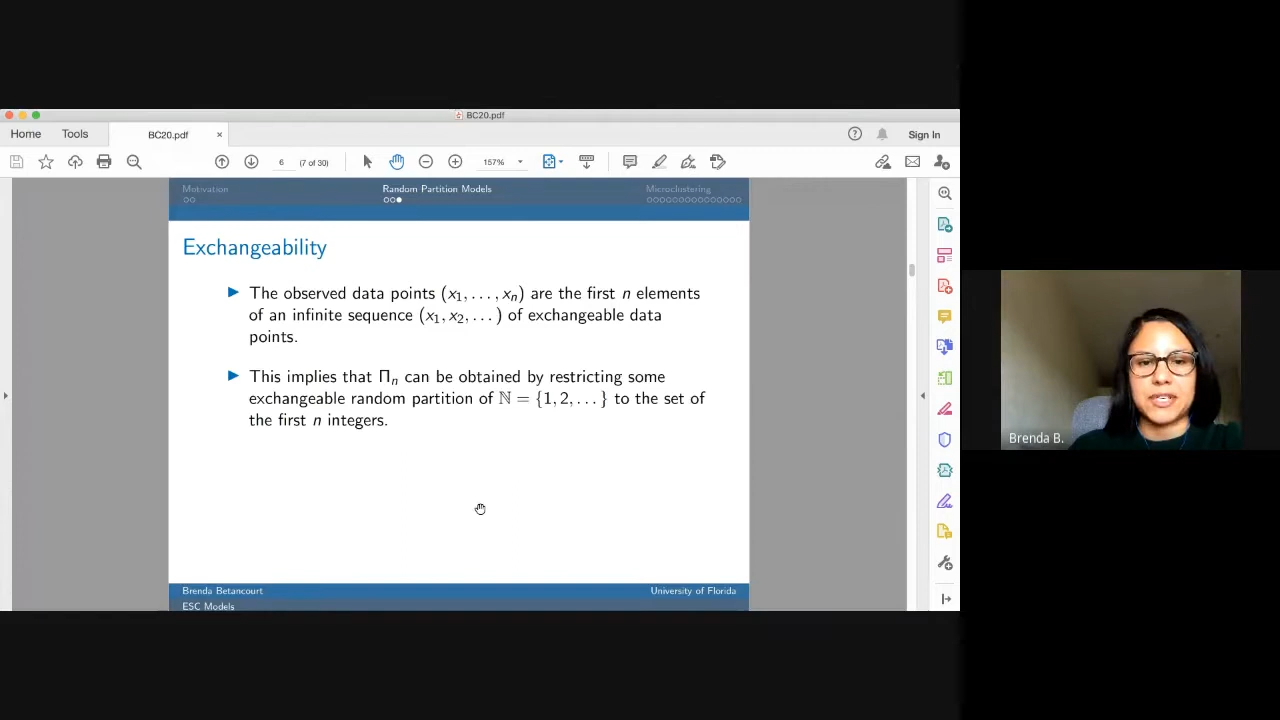 BC20.pdf
Home
Tools
BC20.pdf
×
Sign In
6
(7 of 30)
157%
Motivation
Random Partition Models
Microclustering
Exchangeability
The observed data points (x₁, . . . , xₙ) are the first n elements
of an infinite sequence (x₁, x₂, . . . ) of exchangeable data
points.
This implies that Πₙ can be obtained by restricting some
exchangeable random partition of ℕ = {1, 2, . . . } to the set of
the first n integers.
Brenda Betancourt
University of Florida
ESC Models
Brenda B.